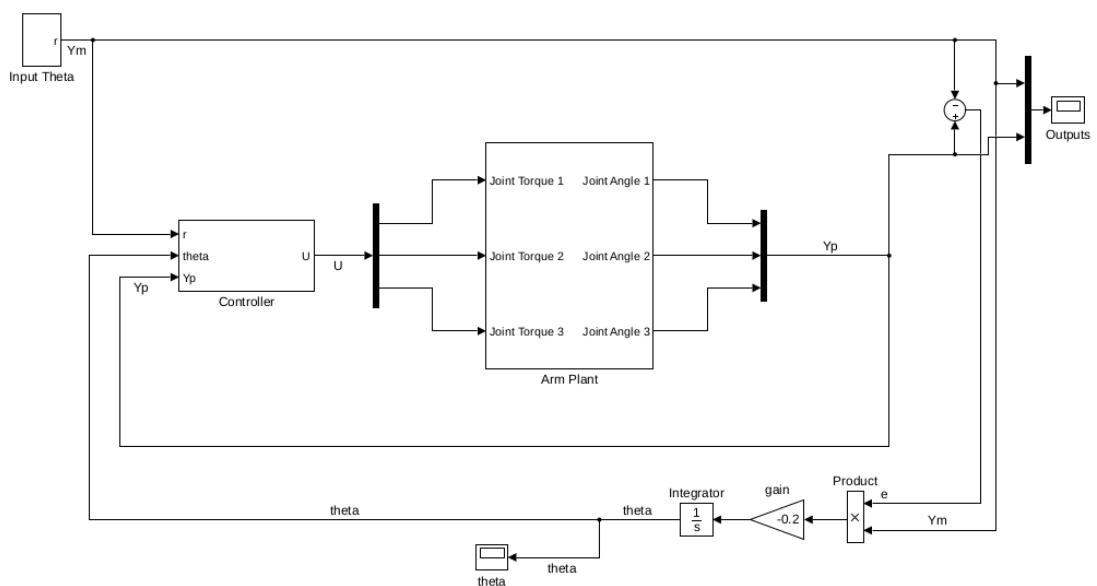 r
Ym
Input Theta
−
+
Outputs
Joint Torque 1
Joint Angle 1
r
theta
U
Yp
Controller
U
Yp
Joint Torque 2
Joint Angle 2
Yp
Joint Torque 3
Joint Angle 3
Arm Plant
theta
theta
Integrator
1
s
gain
-0.2
Product
×
e
Ym
theta
theta